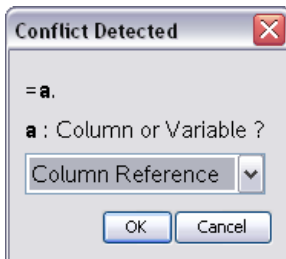 Conflict Detected
=a.
a : Column or Variable ?
Column Reference
OK Cancel